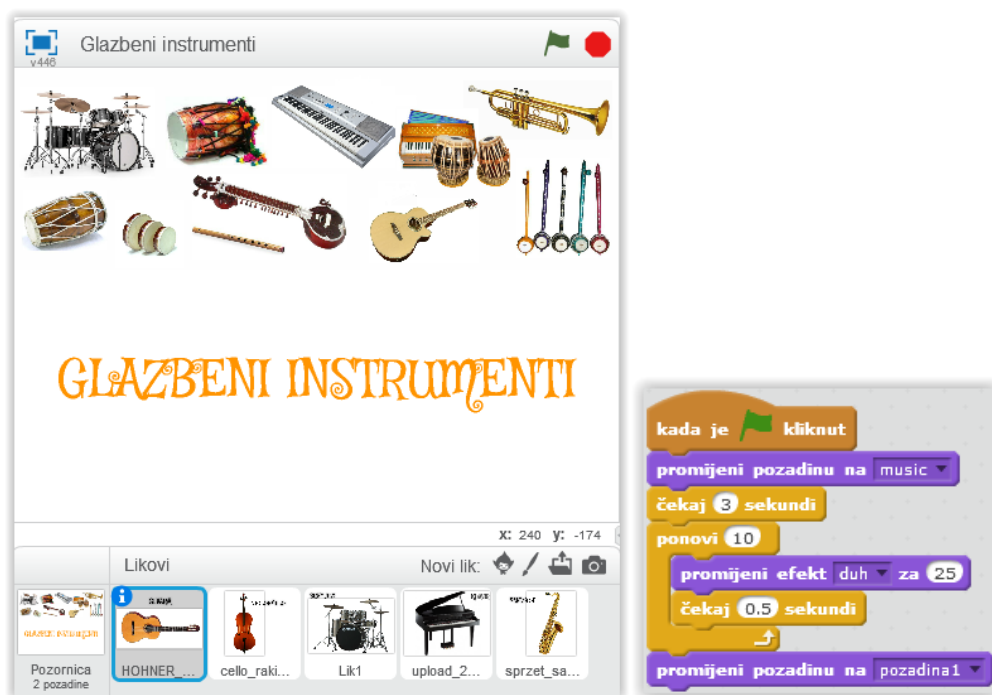 Glazbeni instrumenti
v446
GLAZBENI INSTRUMENTI
x: 240 y: -174
Likovi
Novi lik:
GLAZBENI INSTRUMENTI
Pozornica
2 pozadine
HOHNER_...
cello_raki...
Lik1
upload_2...
sprzet_sa...
kada je kliknut
promijeni pozadinu na music
čekaj 3 sekundi
ponovi 10
promijeni efekt duh za 25
čekaj 0.5 sekundi
promijeni pozadinu na pozadina1